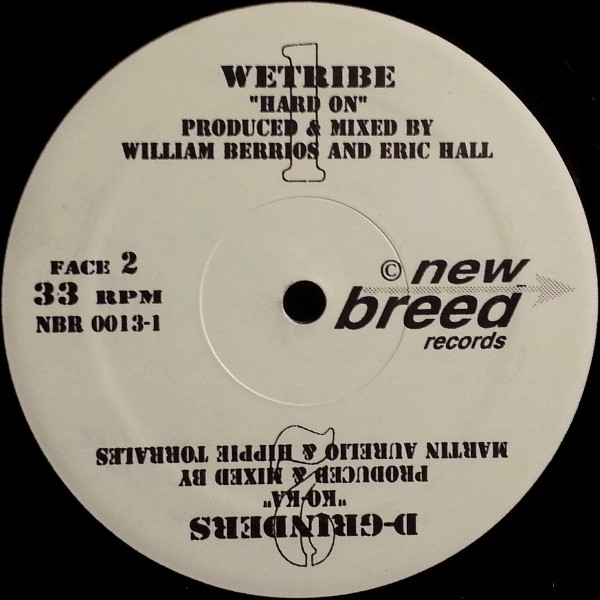 1
WETRIBE
"HARD ON"
PRODUCED & MIXED BY
WILLIAM BERRIOS AND ERIC HALL
FACE 2
33 RPM
NBR 0013-1
© new
breed
records
2
D-GRINDERS
"KO-KA"
PRODUCED & MIXED BY
MARTIN AURELIO & HIPPIE TORRALES